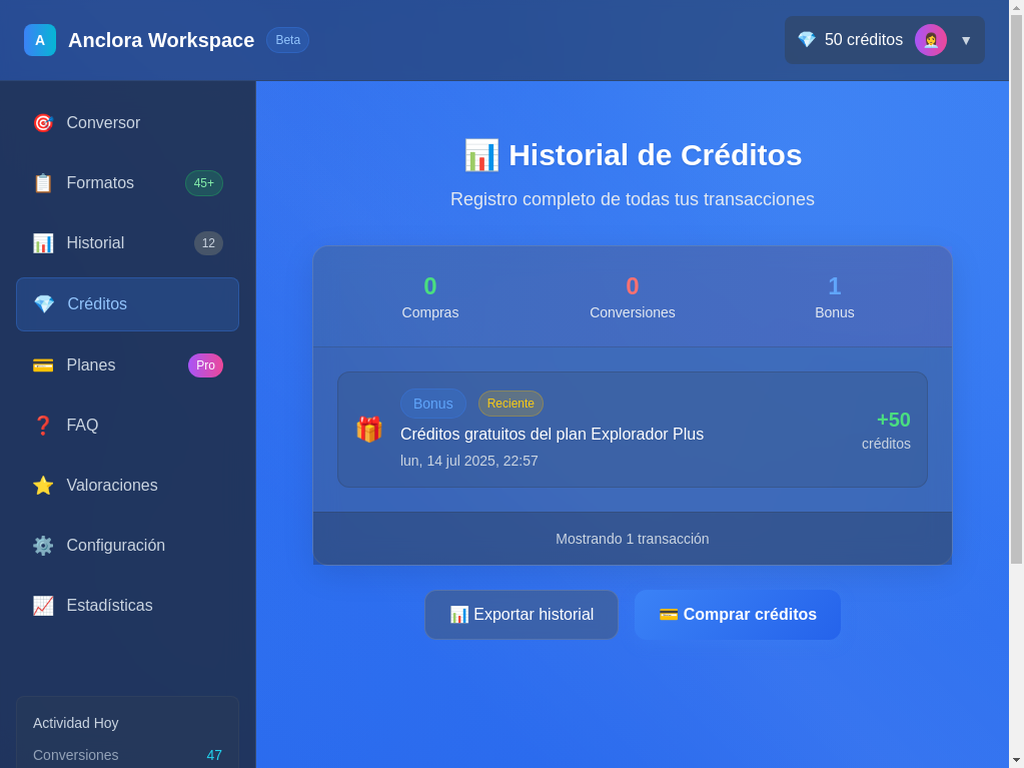 A Anclora Workspace Beta
50 créditos ▼
Conversor
Formatos 45+
Historial 12
Créditos
Planes Pro
FAQ
Valoraciones
Configuración
Estadísticas
Actividad Hoy
Conversiones 47
Historial de Créditos
Registro completo de todas tus transacciones
0 0 1
Compras Conversiones Bonus
Bonus Reciente
Créditos gratuitos del plan Explorador Plus
lun, 14 jul 2025, 22:57
+50
créditos
Mostrando 1 transacción
Exportar historial
Comprar créditos